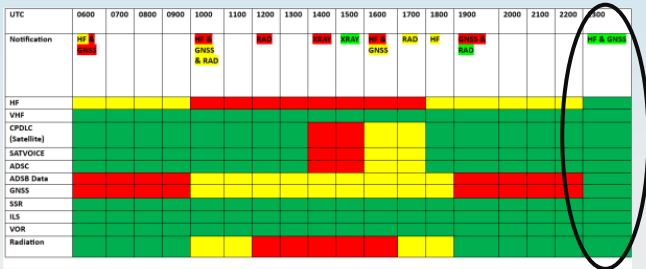 UTC 0600 0700 0800 0900 1000 1100 1200 1300 1400 1500 1600 1700 1800 1900 2000 2100 2200 2300
Notification HF & HF & RAD XRAY XRAY HF & RAD HF GNSS & HF & GNSS
GNSS GNSS GNSS RAD
& RAD
HF
VHF
CPDLC
(Satellite)
SATVOICE
ADSC
ADSB Data
GNSS
SSR
ILS
VOR
Radiation